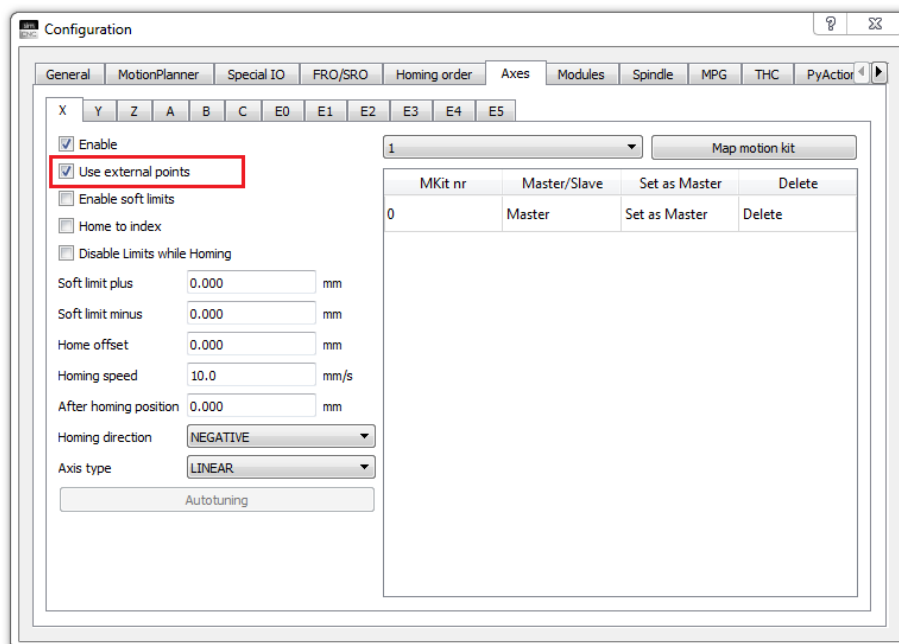 Configuration
General MotionPlanner Special IO FRO/SRO Homing order Axes Modules Spindle MPG THC PyAction
X Y Z A B C E0 E1 E2 E3 E4 E5
Enable
Use external points
Enable soft limits
Home to index
Disable Limits while Homing
Soft limit plus 0.000 mm
Soft limit minus 0.000 mm
Home offset 0.000 mm
Homing speed 10.0 mm/s
After homing position 0.000 mm
Homing direction NEGATIVE
Axis type LINEAR
Autotuning
1 Map motion kit
MKit nr Master/Slave Set as Master Delete
0 Master Set as Master Delete